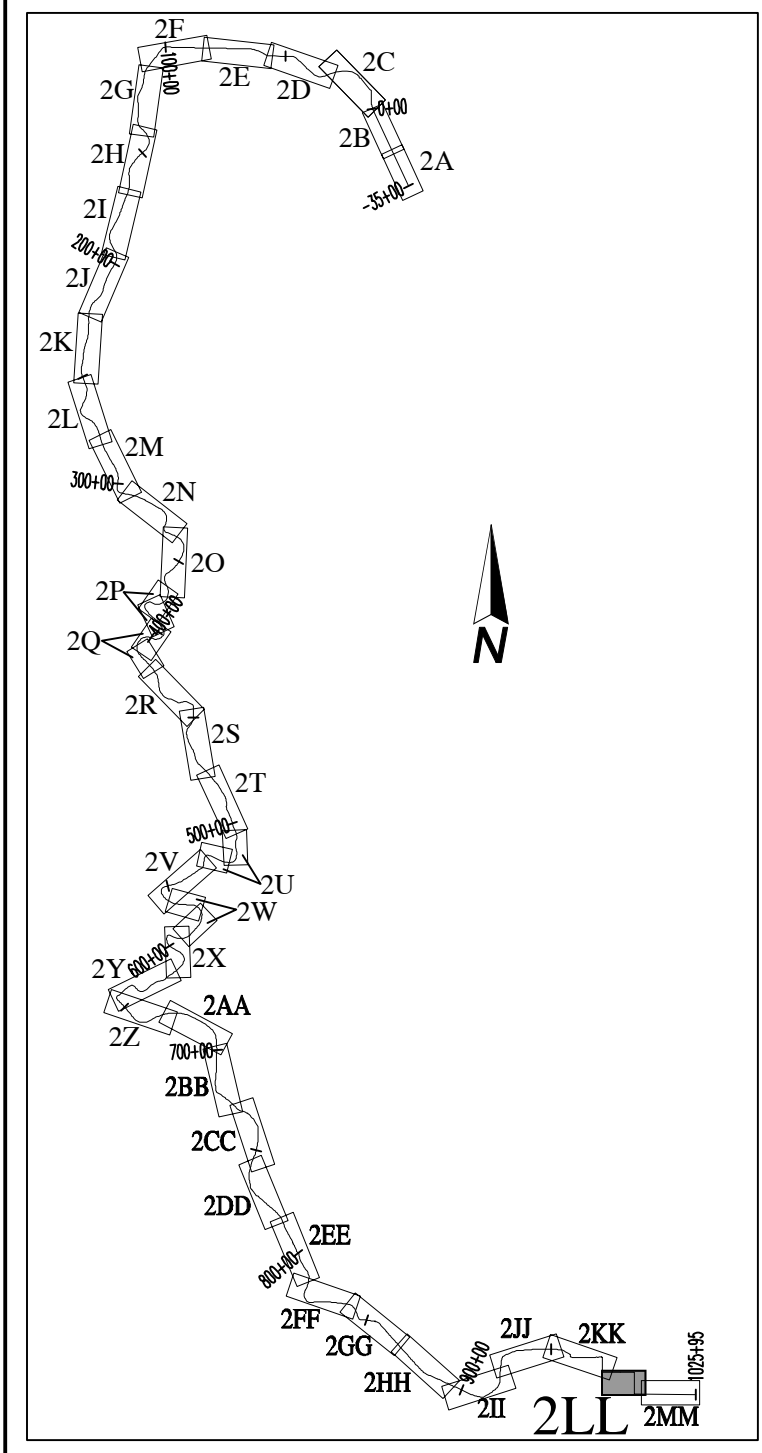 2F
2C
2E
2D
100+00
2G
0+00
2B
2H
2A
-35+00
2I
200+00
2J
2K
2L
2M
300+00
2N
2O
2P
400+00
N
2Q
2R
2S
2T
500+00
2V
2U
2W
600+00
2X
2Y
2AA
2Z
700+00
2BB
2CC
2DD
2EE
800+00
2FF
2GG
2JJ
2KK
2HH
900+00
1025+95
2II
2LL
2MM